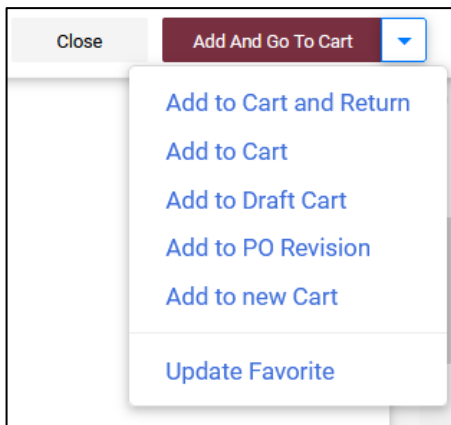 Close
Add And Go To Cart
Add to Cart and Return
Add to Cart
Add to Draft Cart
Add to PO Revision
Add to new Cart
Update Favorite